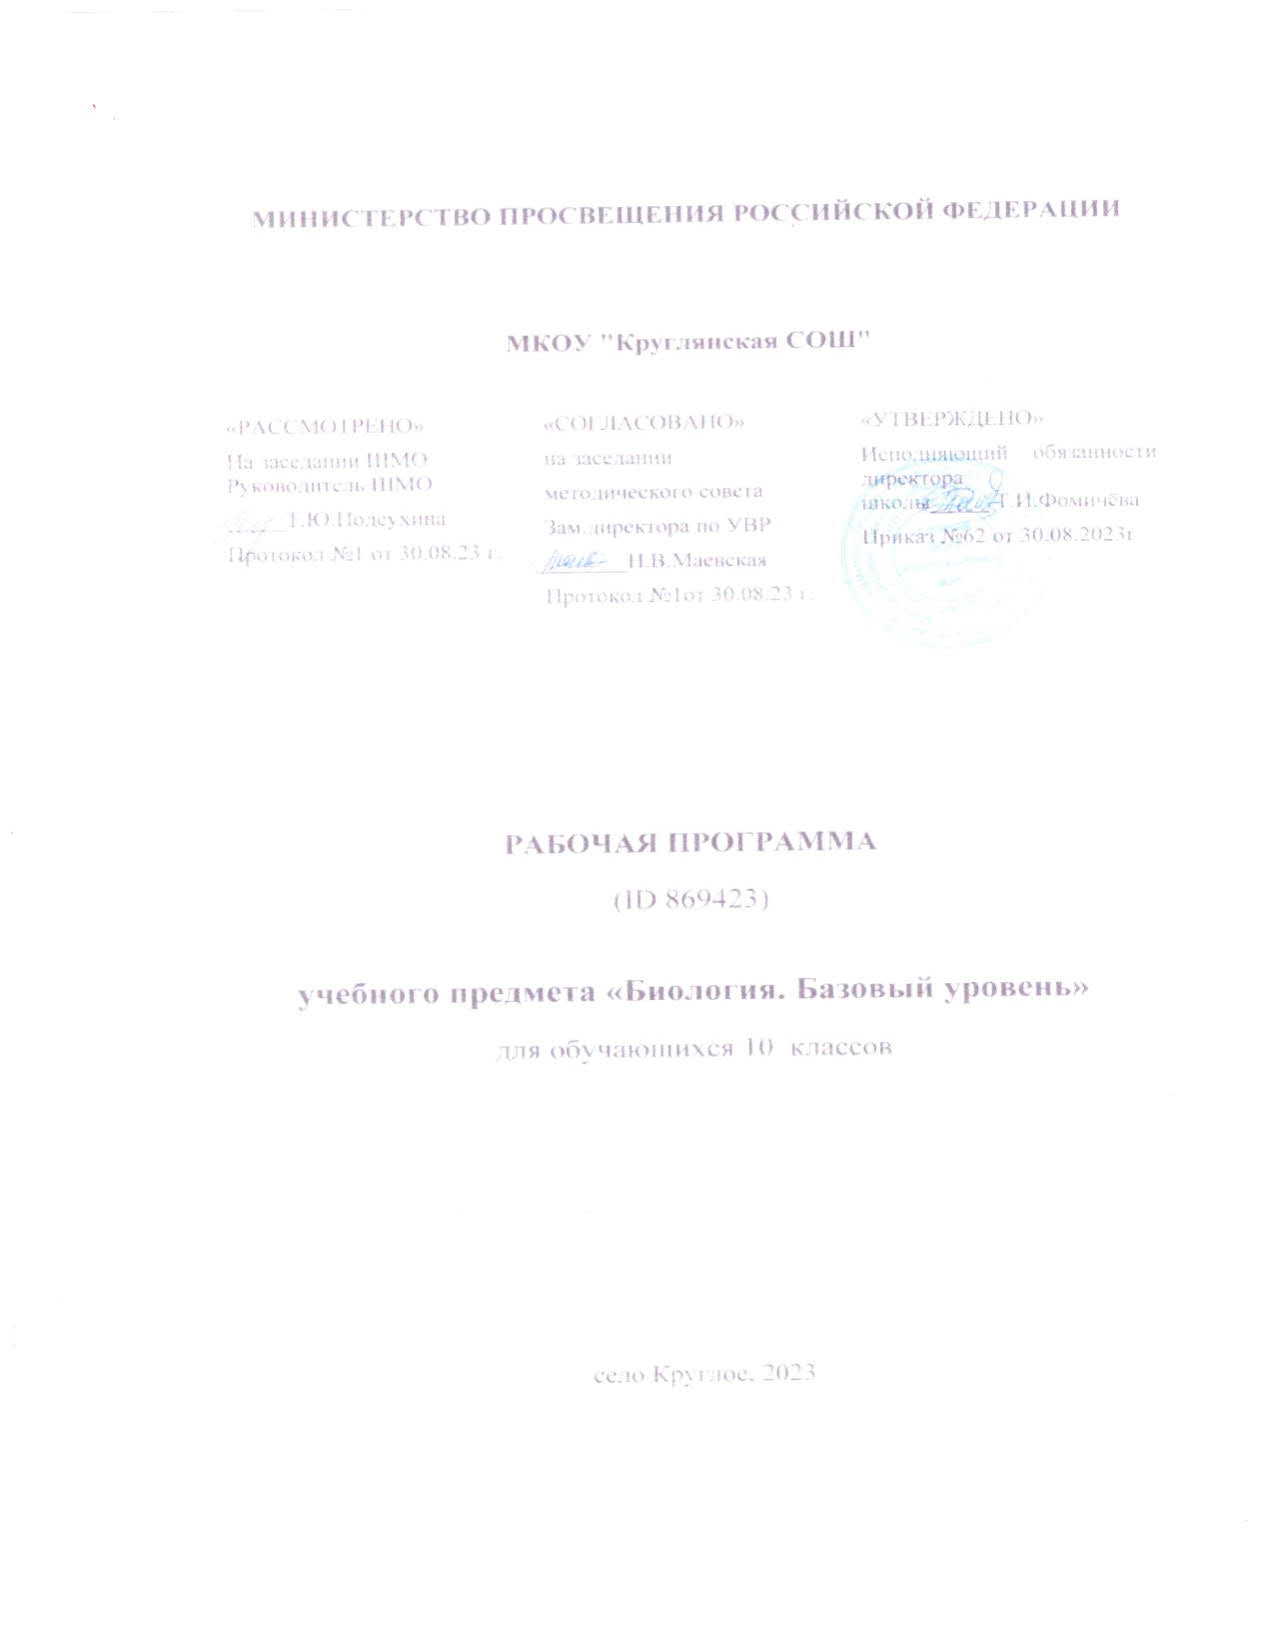 МИНИСТЕРСТВО ПРОСВЕЩЕНИЯ РОССИЙСКОЙ ФЕДЕРАЦИИ
МКОУ "Круглянская СОШ"
«РАССМОТРЕНО»
На заседании ШМО
Руководитель ШМО
Т.Ю.Подсухина
Протокол №1 от 30.08.23 г.
«СОГЛАСОВАНО»
на заседании
методического совета
Зам.директора по УВР
Н.В.Маевская
Протокол №1от 30.08.23 г.
«УТВЕРЖДЕНО»
Исполняющий обязанности
директора
школы Т.И.Фомичёва
Приказ №62 от 30.08.2023г
РАБОЧАЯ ПРОГРАММА
(ID 869423)
учебного предмета «Биология. Базовый уровень»
для обучающихся 10 классов
село Круглое, 2023